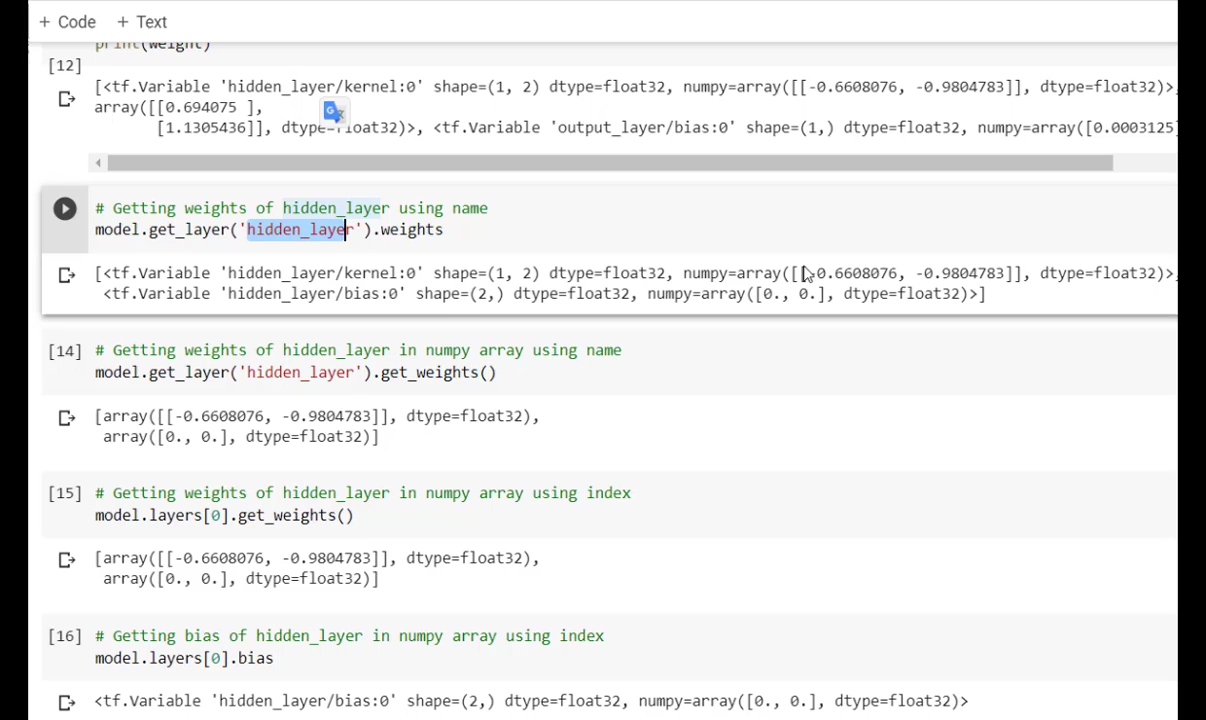 + Code + Text
print(weight)
[12]
[<tf.Variable 'hidden_layer/kernel:0' shape=(1, 2) dtype=float32, numpy=array([[-0.6608076, -0.9804783]], dtype=float32)>,
array([[0.694075 ],
[1.1305436]], dtype=float32)>, <tf.Variable 'output_layer/bias:0' shape=(1,) dtype=float32, numpy=array([0.0003125]
# Getting weights of hidden_layer using name
model.get_layer('hidden_layer').weights
[<tf.Variable 'hidden_layer/kernel:0' shape=(1, 2) dtype=float32, numpy=array([[-0.6608076, -0.9804783]], dtype=float32)>,
<tf.Variable 'hidden_layer/bias:0' shape=(2,) dtype=float32, numpy=array([0., 0.], dtype=float32)>]
[14] # Getting weights of hidden_layer in numpy array using name
model.get_layer('hidden_layer').get_weights()
[array([[-0.6608076, -0.9804783]], dtype=float32),
array([0., 0.], dtype=float32)]
[15] # Getting weights of hidden_layer in numpy array using index
model.layers[0].get_weights()
[array([[-0.6608076, -0.9804783]], dtype=float32),
array([0., 0.], dtype=float32)]
[16] # Getting bias of hidden_layer in numpy array using index
model.layers[0].bias
<tf.Variable 'hidden_layer/bias:0' shape=(2,) dtype=float32, numpy=array([0., 0.], dtype=float32)>